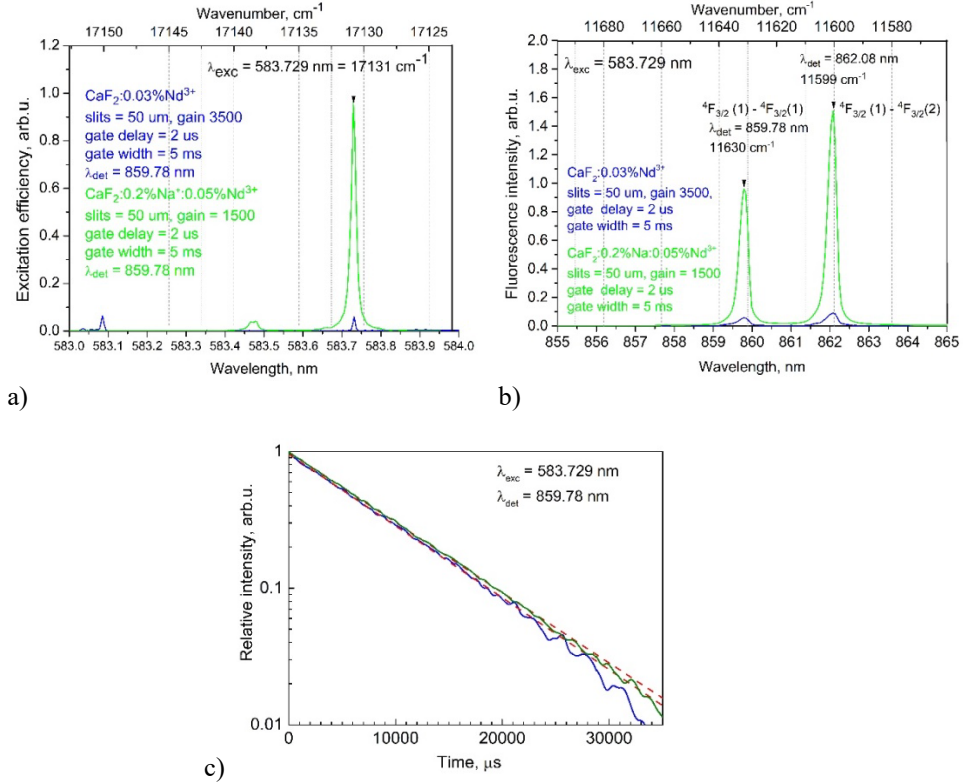 Wavenumber, cm⁻¹
17150 17145 17140 17135 17130 17125
λexc = 583.729 nm = 17131 cm⁻¹
CaF₂:0.03%Nd³⁺
slits = 50 um, gain 3500
gate delay = 2 us
gate width = 5 ms
λdet = 859.78 nm
CaF₂:0.2%Na⁺:0.05%Nd³⁺
slits = 50 um, gain = 1500
gate delay = 2 us
gate width = 5 ms
λdet = 859.78 nm
Excitation efficiency, arb.u.
1.2
1.0
0.8
0.6
0.4
0.2
0.0
583.0 583.1 583.2 583.3 583.4 583.5 583.6 583.7 583.8 583.9 584.0
Wavelength, nm
a)
Wavenumber, cm⁻¹
11680 11660 11640 11620 11600 11580
λexc = 583.729 nm
λdet = 862.08 nm
11599 cm⁻¹
⁴F3/2 (1) - ⁴F3/2(1)
λdet = 859.78 nm
11630 cm⁻¹
⁴F3/2 (1) - ⁴F3/2(2)
CaF₂:0.03%Nd³⁺
slits = 50 um, gain 3500,
gate delay = 2 us
gate width = 5 ms
CaF₂:0.2%Na:0.05%Nd³⁺
slits = 50 um, gain = 1500
gate delay = 2 us
gate width = 5 ms
Fluorescence intensity, arb.u.
2.0
1.8
1.6
1.4
1.2
1.0
0.8
0.6
0.4
0.2
0.0
855 856 857 858 859 860 861 862 863 864 865
Wavelength, nm
b)
λexc = 583.729 nm
λdet = 859.78 nm
Relative intensity, arb.u.
1
0.1
0.01
0 10000 20000 30000
Time, μs
c)